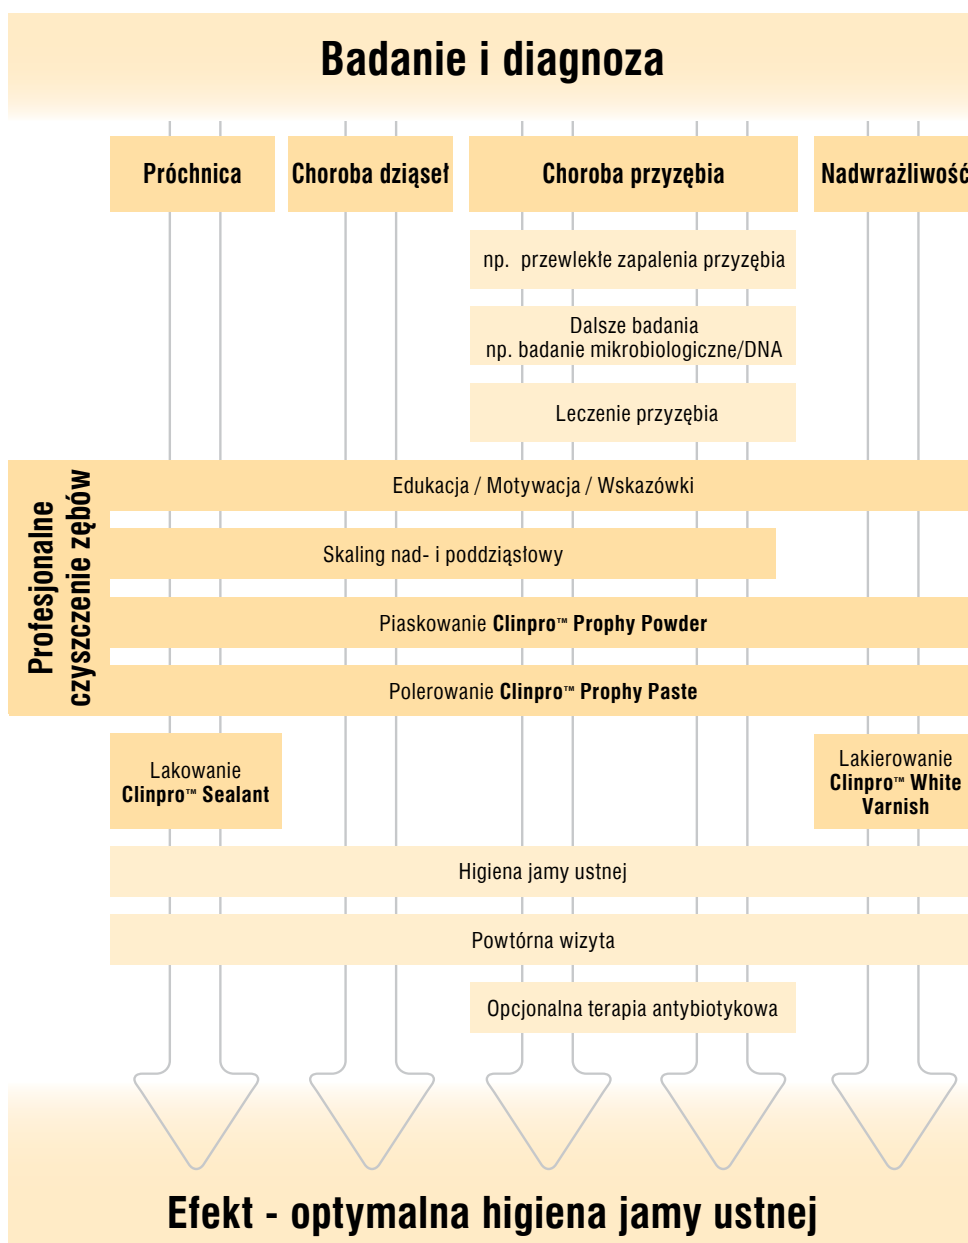 Badanie i diagnoza
Próchnica
Choroba dziąseł
Choroba przyzębia
Nadwrażliwość
np. przewlekłe zapalenia przyzębia
Dalsze badania
np. badanie mikrobiologiczne/DNA
Leczenie przyzębia
Profesjonalne
czyszczenie zębów
Edukacja / Motywacja / Wskazówki
Skaling nad- i poddziąsłowy
Piaskowanie Clinpro™ Prophy Powder
Polerowanie Clinpro™ Prophy Paste
Lakowanie
Clinpro™ Sealant
Lakierowanie
Clinpro™ White
Varnish
Higiena jamy ustnej
Powtórna wizyta
Opcjonalna terapia antybiotykowa
Efekt - optymalna higiena jamy ustnej